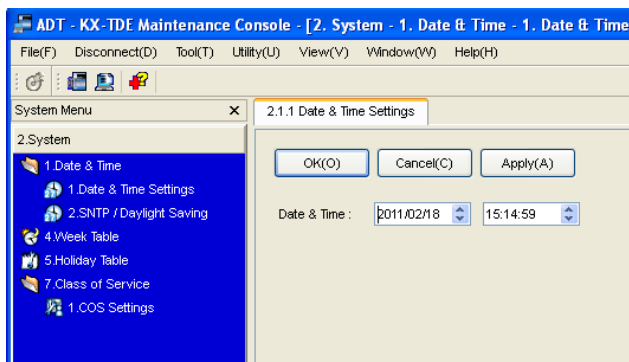 ADT - KX-TDE Maintenance Console - [2. System - 1. Date & Time - 1. Date & Time
File(F) Disconnect(D) Tool(T) Utility(U) View(V) Window(W) Help(H)
System Menu X
2.1.1 Date & Time Settings
2.System
1.Date & Time
1.Date & Time Settings
2.SNTP / Daylight Saving
4.Week Table
5.Holiday Table
7.Class of Service
1.COS Settings
OK(O) Cancel(C) Apply(A)
Date & Time : 2011/02/18 15:14:59